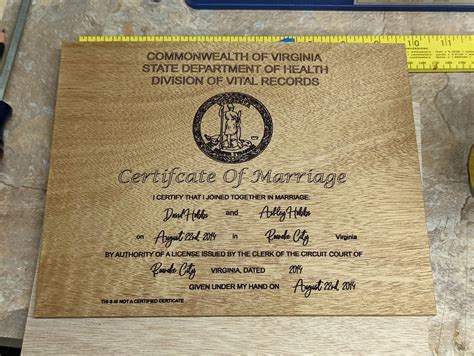 COMMONWEALTH OF VIRGINIA
STATE DEPARTMENT OF HEALTH
DIVISION OF VITAL RECORDS
Certifcate Of Marriage
I CERTIFY THAT I JOINED TOGETHER IN MARRIAGE:
David and Ashley
on August 22nd, 2014 in Roanoke City Virginia
BY AUTHORITY OF A LICENSE ISSUED BY THE CLERK OF THE CIRCUIT COURT OF
Roanoke City VIRGINIA, DATED 2014
GIVEN UNDER MY HAND ON August 22nd, 2014
THIS IS NOT A CERTIFIED CERTICATE
10